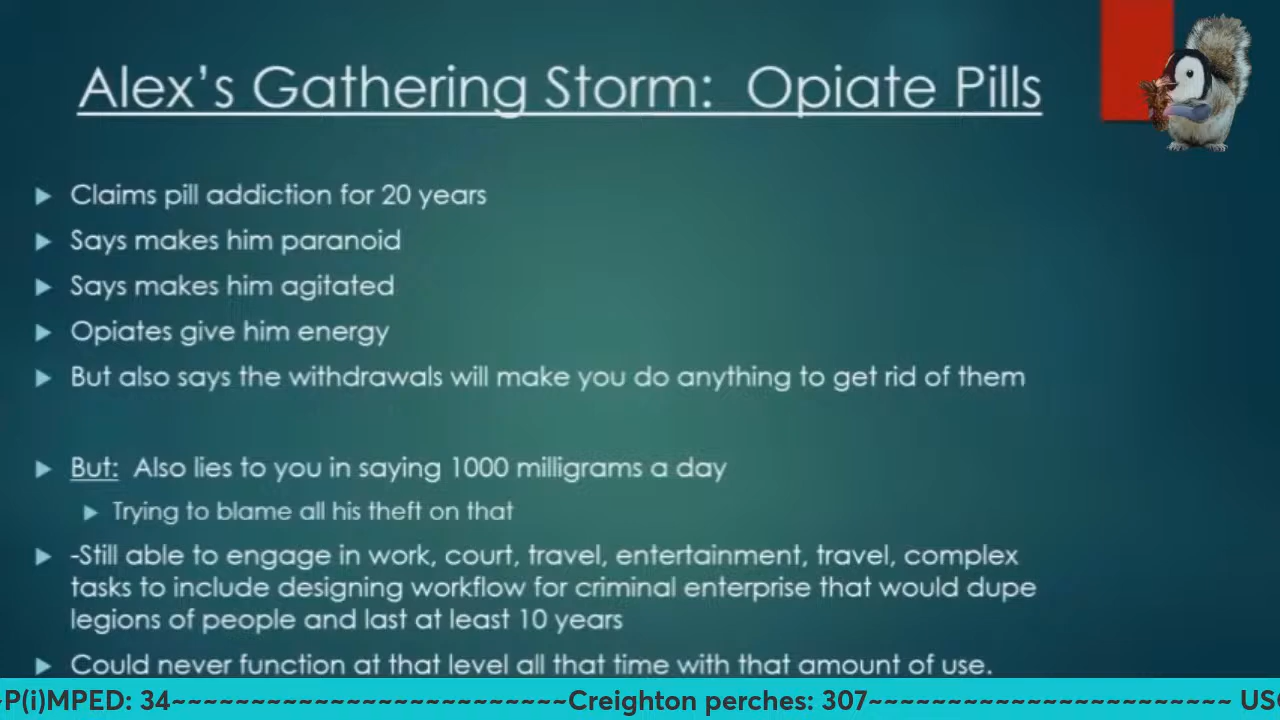 Alex's Gathering Storm: Opiate Pills
Claims pill addiction for 20 years
Says makes him paranoid
Says makes him agitated
Opiates give him energy
But also says the withdrawals will make you do anything to get rid of them
But: Also lies to you in saying 1000 milligrams a day
Trying to blame all his theft on that
-Still able to engage in work, court, travel, entertainment, travel, complex
tasks to include designing workflow for criminal enterprise that would dupe
legions of people and last at least 10 years
Could never function at that level all that time with that amount of use.
~P(i)MPED: 34~~~~~~~~~~~~~~~~~~~~~~~~~Creighton perches: 307~~~~~~~~~~~~~~~~~~~~~~~ US